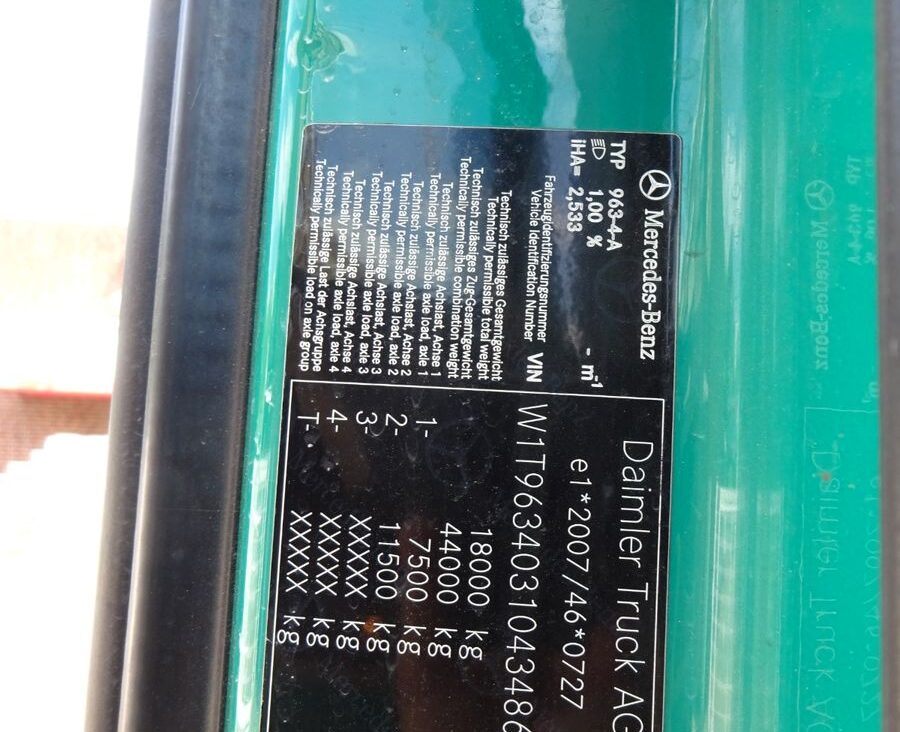 Mercedes-Benz
TYP 963-4-A
1,00 % - m-1
iHA= 2,533
Fahrzeugidentifizierungsnummer
Vehicle Identification Number VIN
Technisch zulässiges Gesamtgewicht
Technically permissible total weight
Technisch zulässiges Zug-Gesamtgewicht
Technically permissible combination weight
Technisch zulässige Achslast, Achse 1
Technically permissible axle load, axle 1
Technisch zulässige Achslast, Achse 2
Technically permissible axle load, axle 2
Technisch zulässige Achslast, Achse 3
Technically permissible axle load, axle 3
Technisch zulässige Achslast, Achse 4
Technically permissible axle load, axle 4
Technisch zulässige Last der Achsgruppe
Technically permissible load on axle group
Daimler Truck AG
e1*2007/46*0727
W1T9634031043486
18000 kg
44000 kg
1- 7500 kg
2- 11500 kg
3- XXXXX kg
4- XXXXX kg
T- XXXXX kg